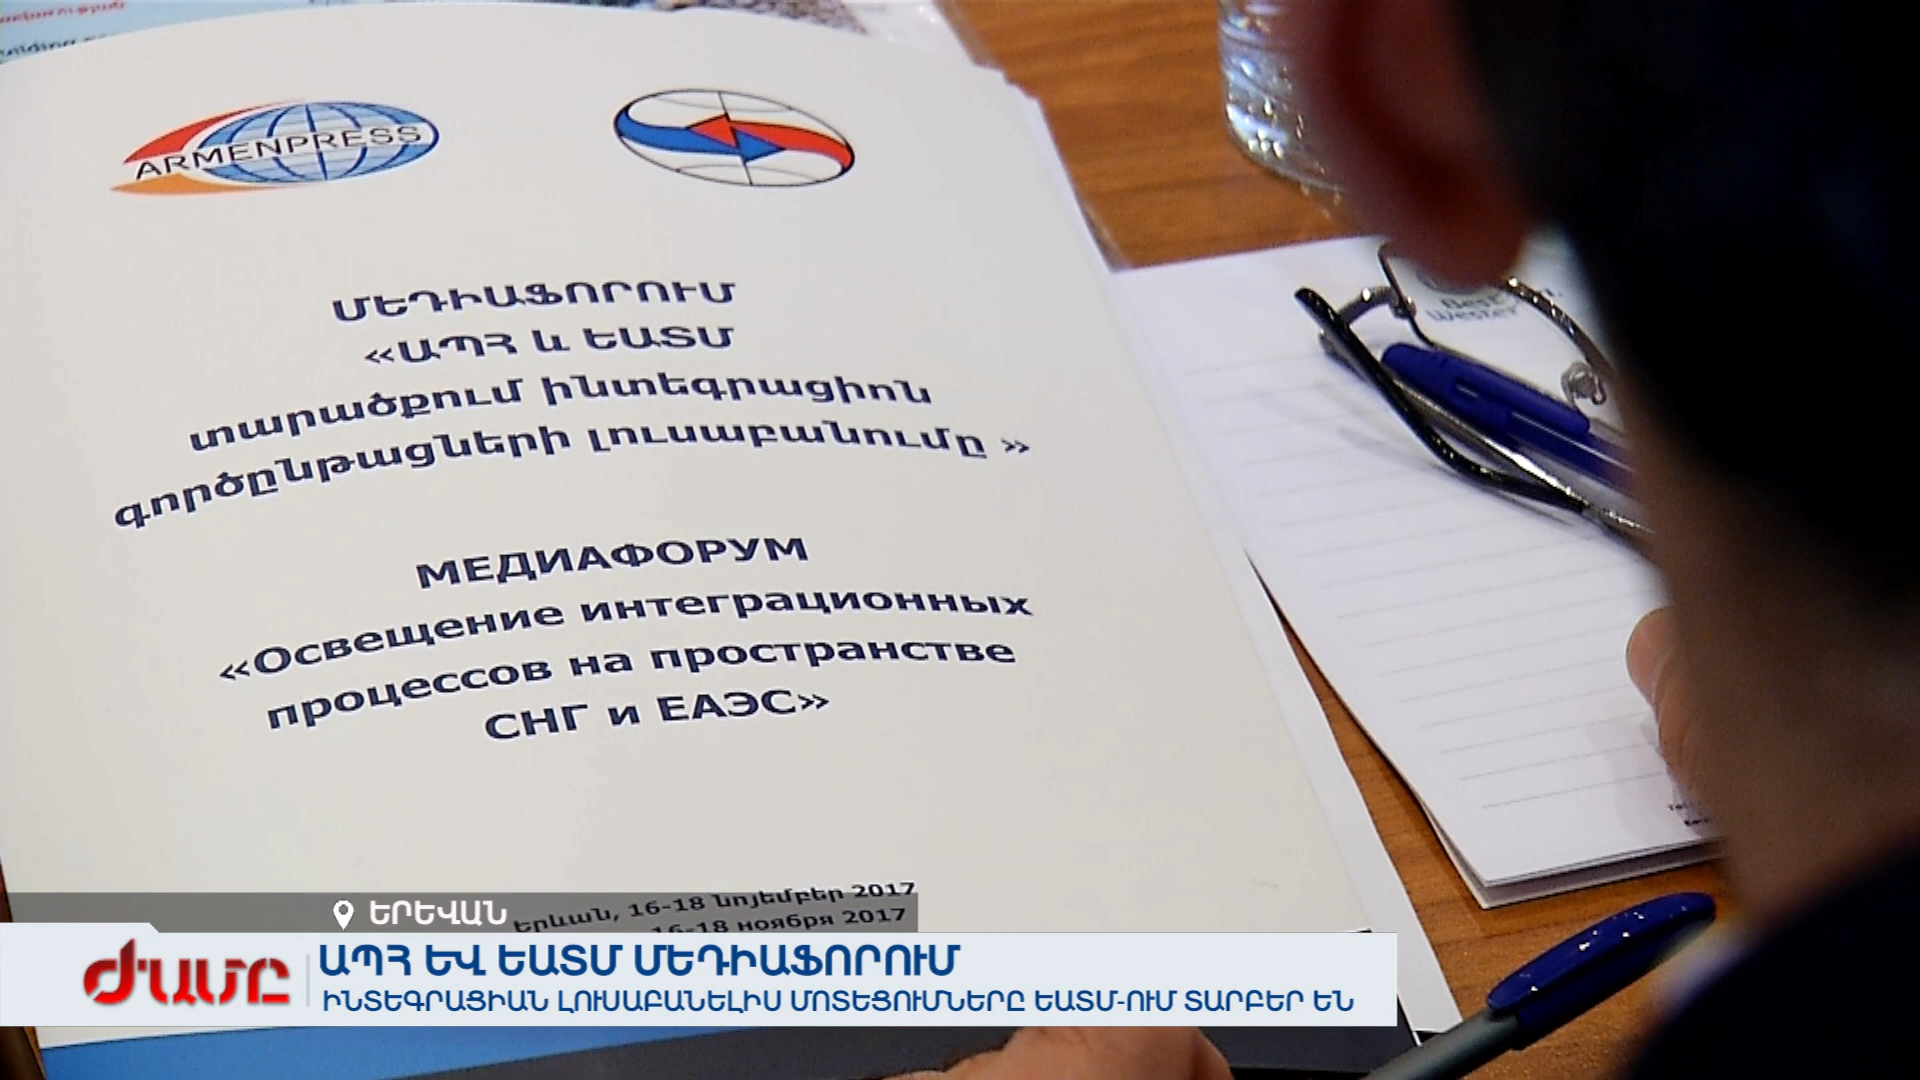 ARMENPRESS
ՄԵԴԻԱՖՈՐՈՒՄ
«ԱՊՀ և ԵԱՏՄ
տարածքում ինտեգրացիոն
գործընթացների լուսաբանումը »
МЕДИАФОРУМ
«Освещение интеграционных
процессов на пространстве
СНГ и ЕАЭС»
Երևան, 16-18 նոյեմբեր 2017
16-18 ноября 2017
Best
Wester
ԵՐԵՎԱՆ
ԺԱՄԸ
ԱՊՀ ԵՎ ԵԱՏՄ ՄԵԴԻԱՖՈՐՈՒՄ
ԻՆՏԵԳՐԱՑԻԱՆ ԼՈՒՍԱԲԱՆԵԼԻՍ ՄՈՏԵՑՈՒՄՆԵՐԸ ԵԱՏՄ-ՈՒՄ ՏԱՐԲԵՐ ԵՆ